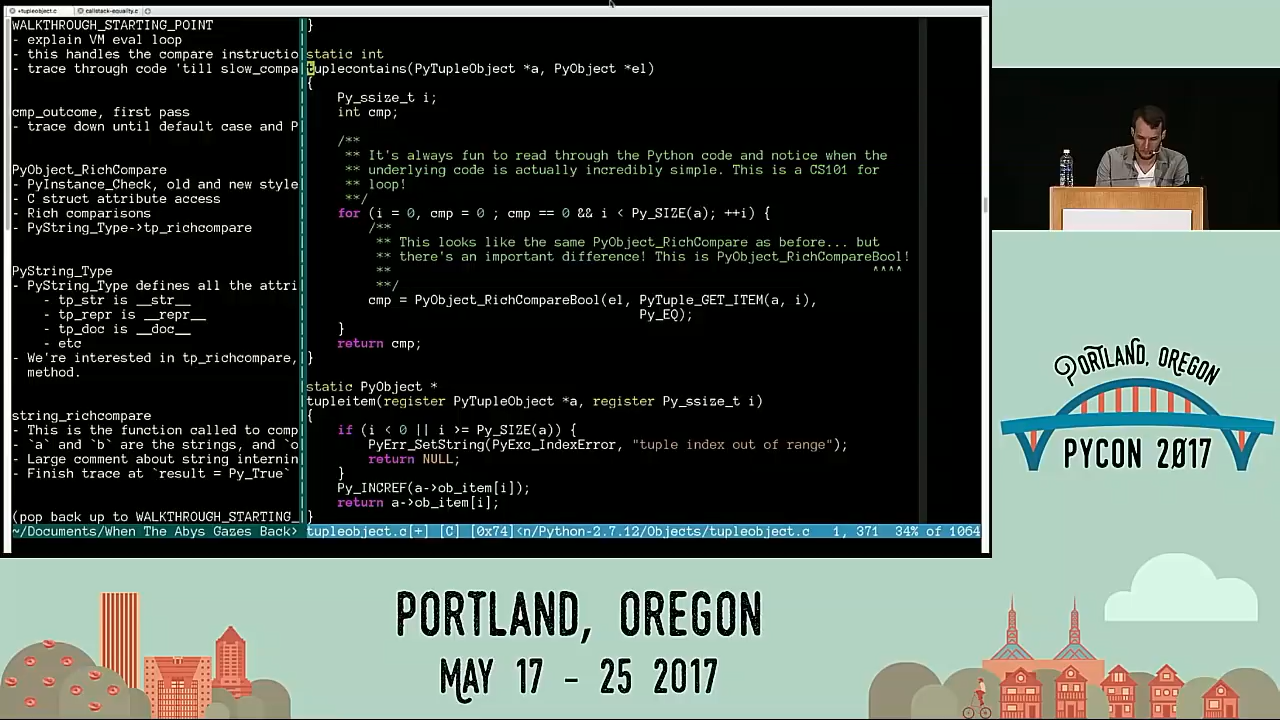 +tupleobject.c
callstack-equality.c
WALKTHROUGH_STARTING_POINT
- explain VM eval loop
- this handles the compare instructio
- trace through code 'till slow_compa
cmp_outcome, first pass
- trace down until default case and P
PyObject_RichCompare
- PyInstance_Check, old and new style
- C struct attribute access
- Rich comparisons
- PyString_Type->tp_richcompare
PyString_Type
- PyString_Type defines all the attri
- tp_str is __str__
- tp_repr is __repr__
- tp_doc is __doc__
- etc
- We're interested in tp_richcompare,
method.
string_richcompare
- This is the function called to comp
- `a` and `b` are the strings, and `o
- Large comment about string internin
- Finish trace at `result = Py_True`
(pop back up to WALKTHROUGH_STARTING_
~/Documents/When The Abys Gazes Back>
}
static int
tuplecontains(PyTupleObject *a, PyObject *el)
{
Py_ssize_t i;
int cmp;
/**
** It's always fun to read through the Python code and notice when the
** underlying code is actually incredibly simple. This is a CS101 for
** loop!
**/
for (i = 0, cmp = 0 ; cmp == 0 && i < Py_SIZE(a); ++i) {
/**
** This looks like the same PyObject_RichCompare as before... but
** there's an important difference! This is PyObject_RichCompareBool!
** ^^^^
**/
cmp = PyObject_RichCompareBool(el, PyTuple_GET_ITEM(a, i),
Py_EQ);
}
return cmp;
}
static PyObject *
tupleitem(register PyTupleObject *a, register Py_ssize_t i)
{
if (i < 0 || i >= Py_SIZE(a)) {
PyErr_SetString(PyExc_IndexError, "tuple index out of range");
return NULL;
}
Py_INCREF(a->ob_item[i]);
return a->ob_item[i];
}
tupleobject.c[+] [C] [0x74]<n/Python-2.7.12/Objects/tupleobject.c 1, 371 34% of 1064
PORTLAND, OREGON
PYCON 2017
PORTLAND, OREGON
MAY 17 - 25 2017